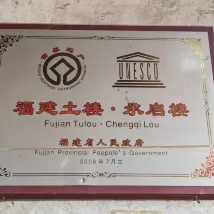 UNESCO
福建土楼·承启楼
Fujian Tulou · Chengqi Lou
福建省人民政府
Fujian Provincial Poeople's Government